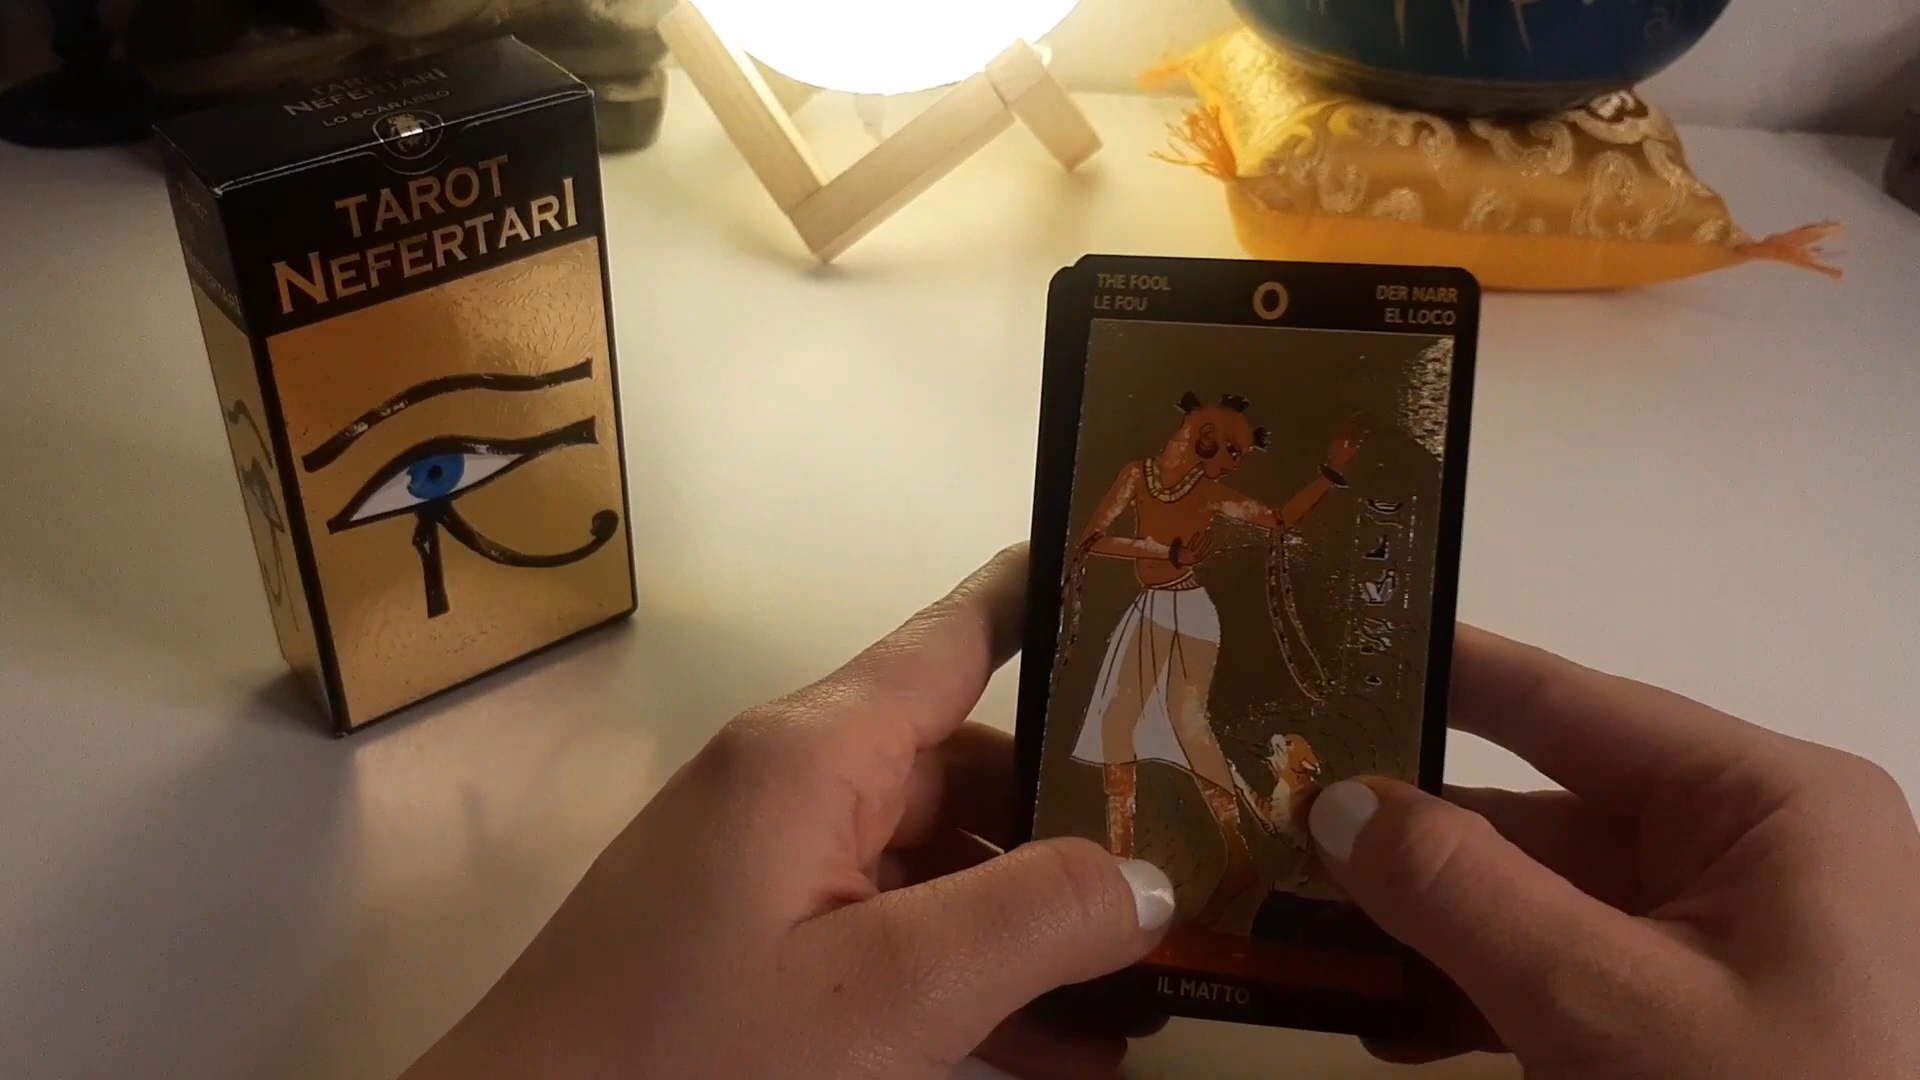 TAROT
NEFERTARI
LO SCARABEO
TAROT
NEFERTARI
THE FOOL
LE FOU
0
DER NARR
EL LOCO
IL MATTO